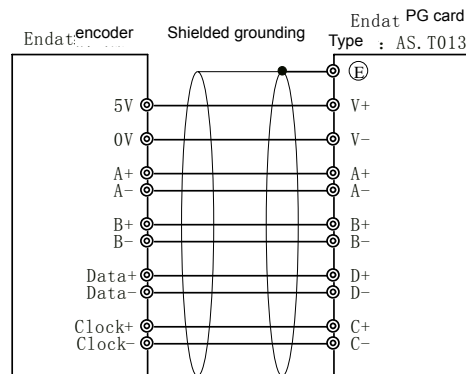 Endat encoder
Shielded grounding
Endat PG card
Type : AS.T013
E
5V V+
0V V-
A+ A+
A- A-
B+ B+
B- B-
Data+ D+
Data- D-
Clock+ C+
Clock- C-